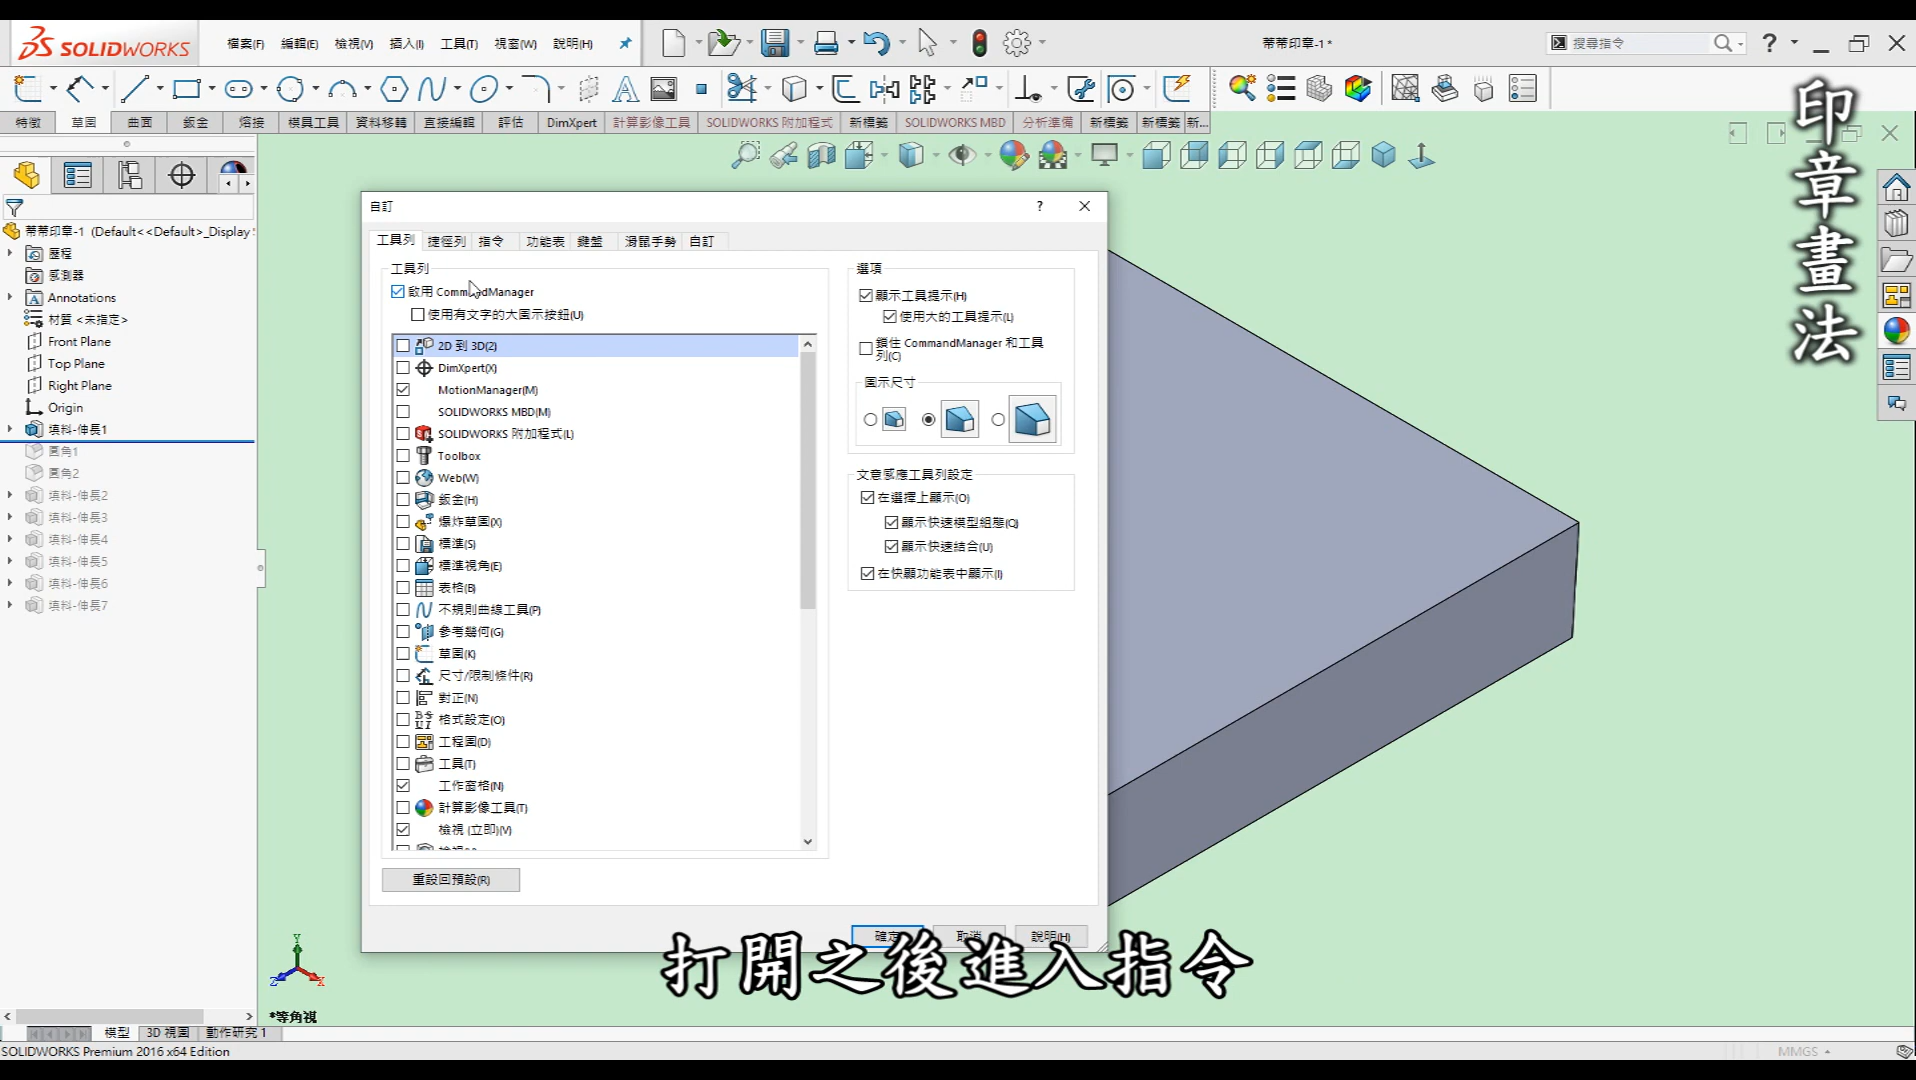 SOLIDWORKS
檔案(F) 編輯(E) 檢視(V) 插入(I) 工具(T) 視窗(W) 說明(H)
蒂蒂印章-1 *
搜尋指令
特徵 草圖 曲面 鈑金 熔接 模具工具 資料移轉 直接編輯 評估 DimXpert 計算影像工具 SOLIDWORKS 附加程式 新標籤 SOLIDWORKS MBD 分析準備 新標籤 新標籤 新...
印章畫法
蒂蒂印章-1 (Default<<Default>_Display
歷程
感測器
Annotations
材質 <未指定>
Front Plane
Top Plane
Right Plane
Origin
填料-伸長1
圓角1
圓角2
填料-伸長2
填料-伸長3
填料-伸長4
填料-伸長5
填料-伸長6
填料-伸長7
自訂
工具列 捷徑列 指令 功能表 鍵盤 滑鼠手勢 自訂
工具列
啟用 CommandManager
使用有文字的大圖示按鈕(U)
2D 到 3D(2)
DimXpert(X)
MotionManager(M)
SOLIDWORKS MBD(M)
SOLIDWORKS 附加程式(L)
Toolbox
Web(W)
鈑金(H)
爆炸草圖(X)
標準(S)
標準視角(E)
表格(B)
不規則曲線工具(P)
參考幾何(G)
草圖(K)
尺寸/限制條件(R)
對正(N)
格式設定(O)
工程圖(D)
工具(T)
工作窗格(N)
計算影像工具(T)
檢視 (立即)(V)
重設回預設(R)
選項
顯示工具提示(H)
使用大的工具提示(L)
鎖住 CommandManager 和工具
列(C)
圖示尺寸
文意感應工具列設定
在選擇上顯示(O)
顯示快速模型組態(Q)
顯示快速結合(U)
在快顯功能表中顯示(I)
確定 取消 說明(H)
打開之後進入指令
Y
Z X
*等角視
模型 3D 視圖 動作研究 1
SOLIDWORKS Premium 2016 x64 Edition
MMGS